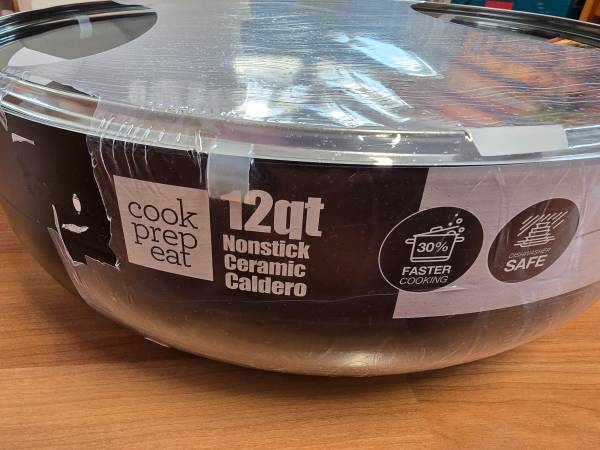 cook
prep
eat
12qt
Nonstick
Ceramic
Caldero
30%
FASTER
COOKING
DISHWASHER
SAFE